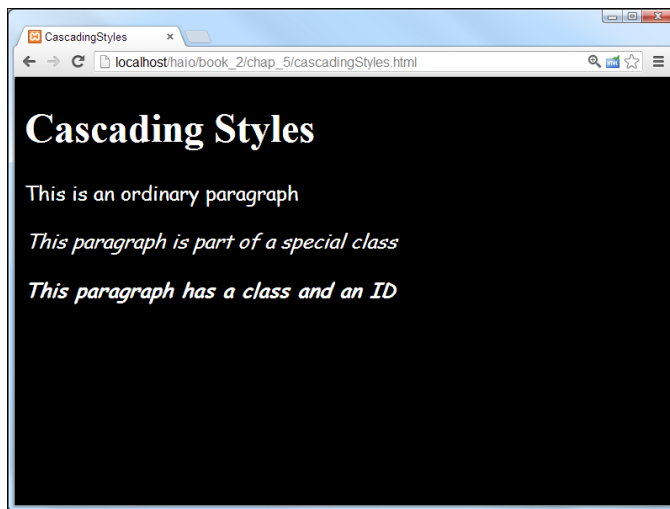 CascadingStyles
localhost/haio/book_2/chap_5/cascadingStyles.html
Cascading Styles
This is an ordinary paragraph
This paragraph is part of a special class
This paragraph has a class and an ID